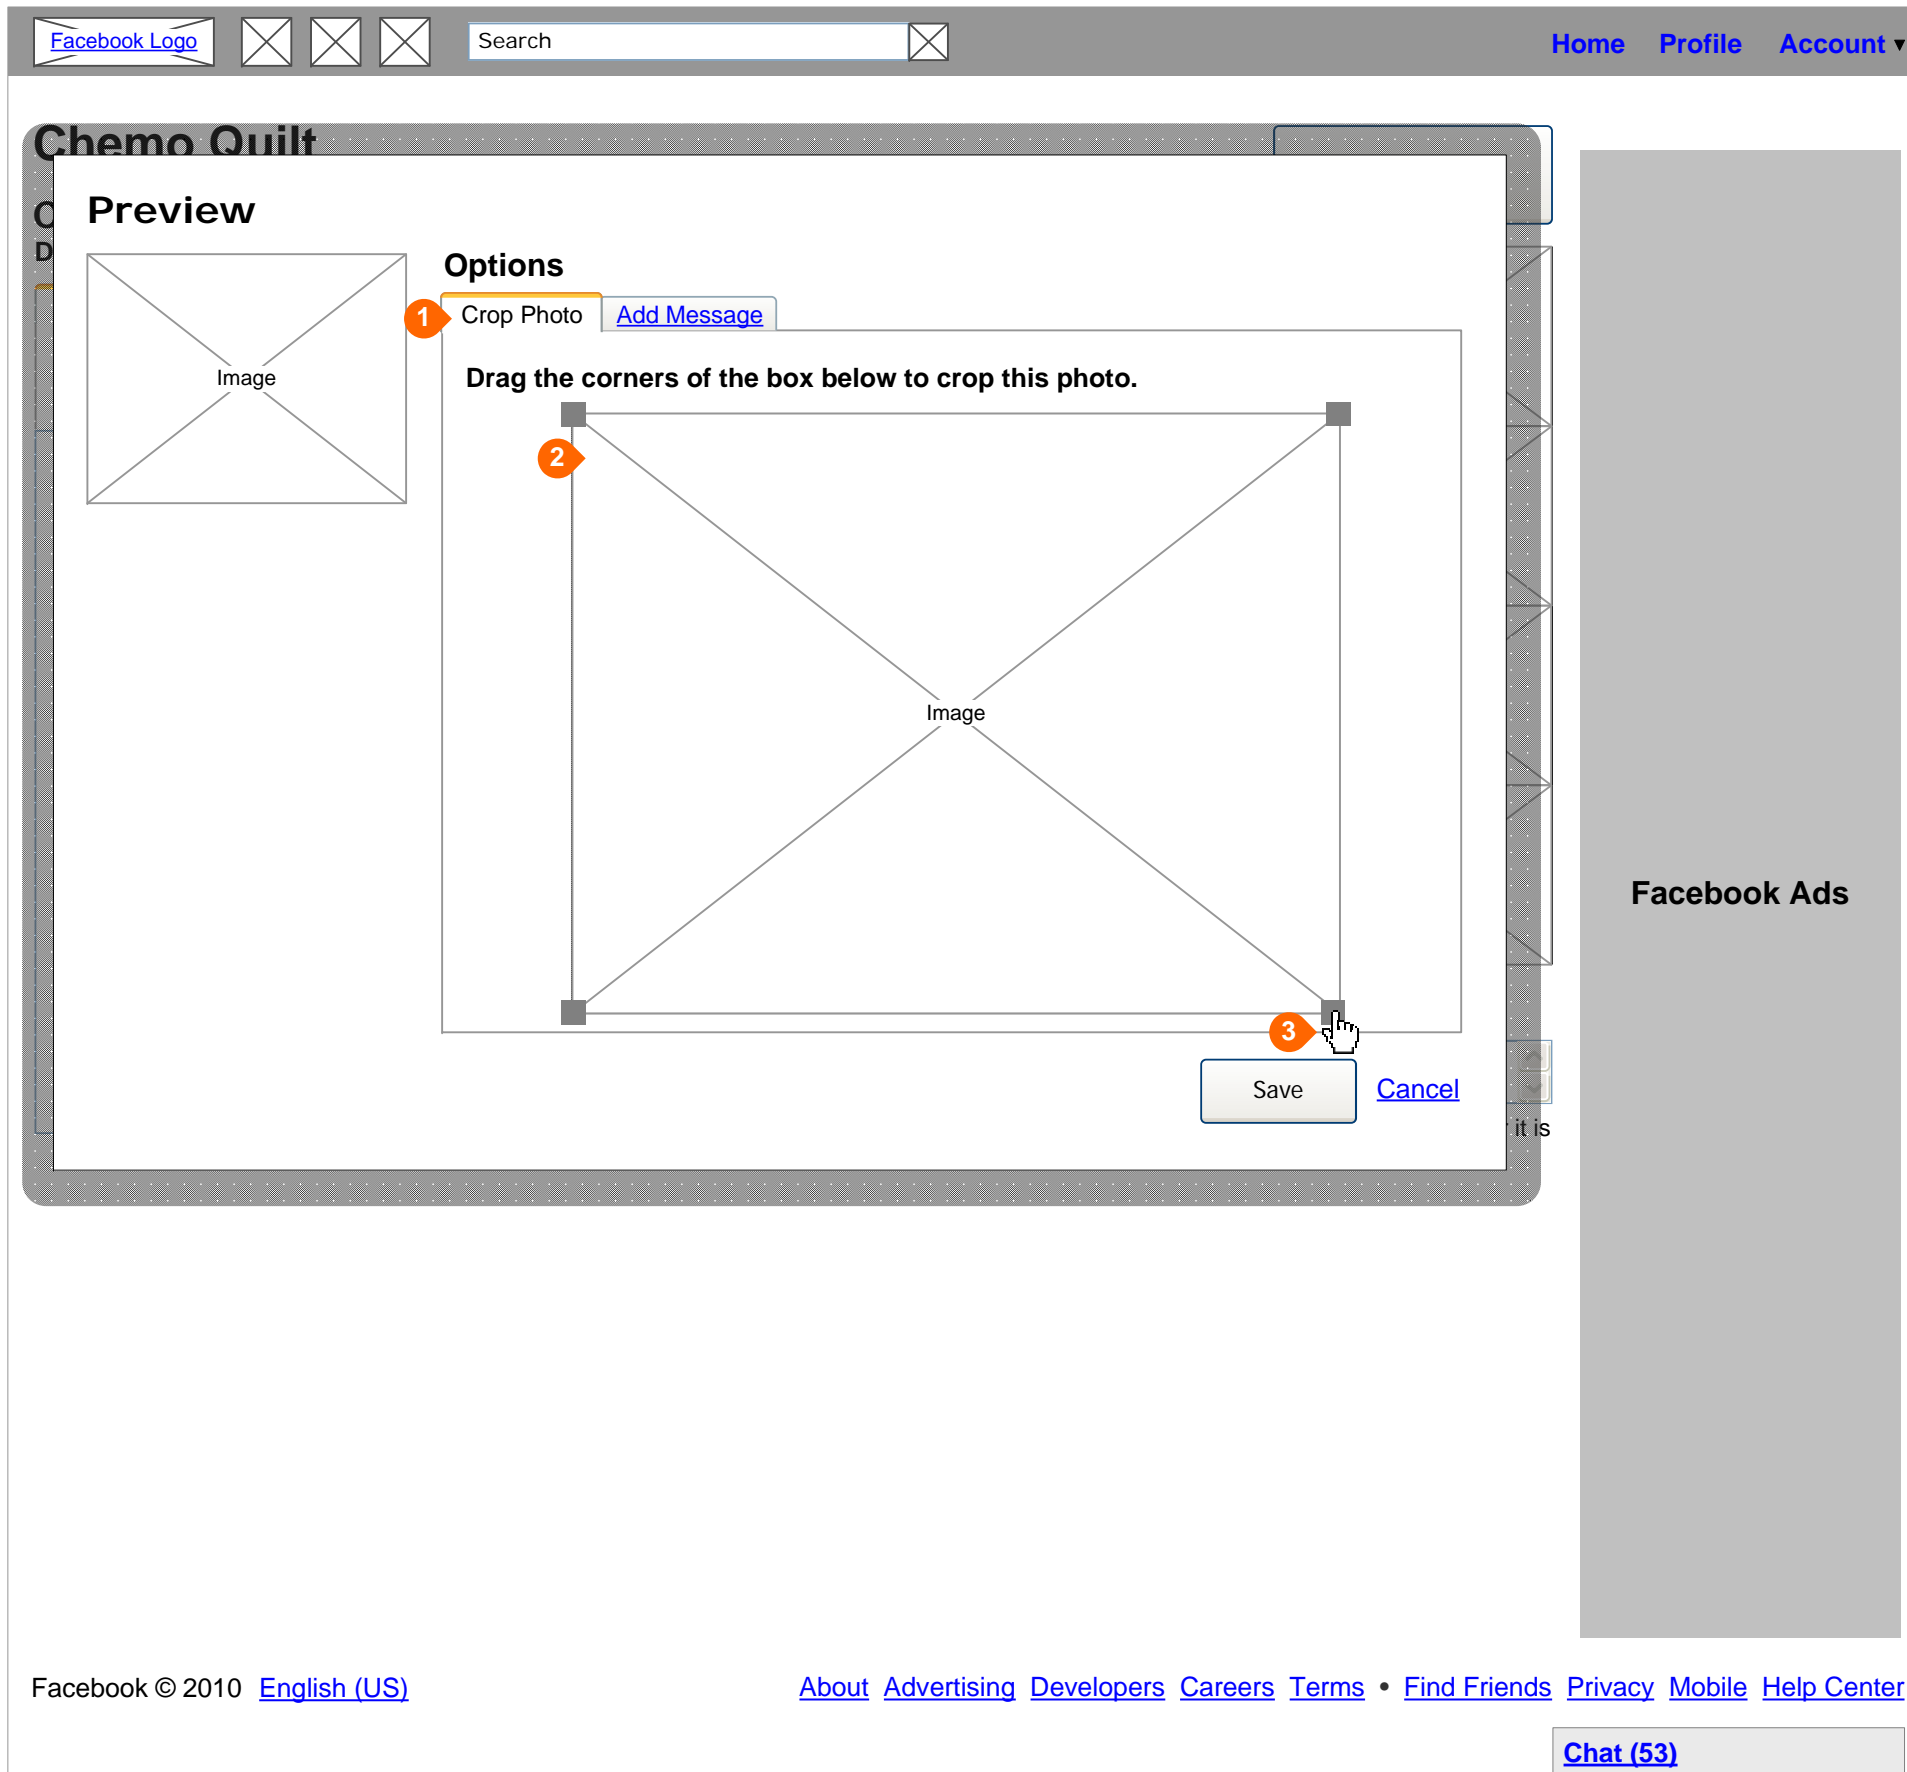 Facebook Logo Search Home Profile Account
Chemo Quilt
Preview
Options
1 Crop Photo Add Message
Drag the corners of the box below to crop this photo.
Image
2
Image
3
Save Cancel
it is
Facebook Ads
Facebook © 2010 English (US) About Advertising Developers Careers Terms • Find Friends Privacy Mobile Help Center
Chat (53)